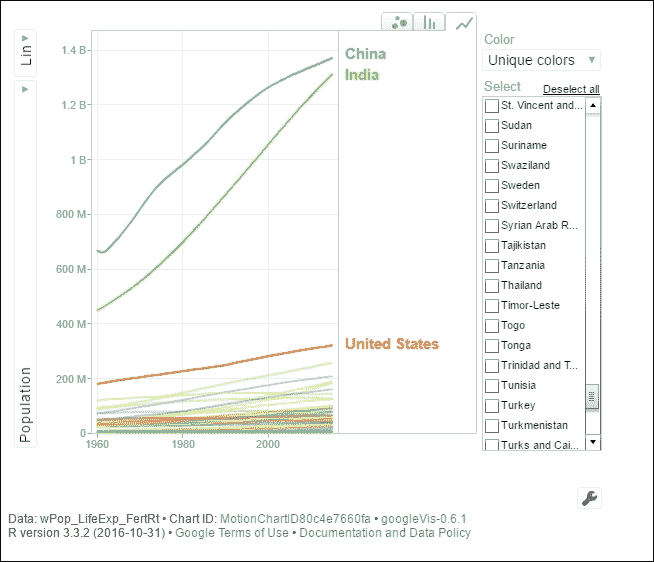 Lin
Population
1.4 B
1.2 B
1 B
800 M
600 M
400 M
200 M
0
1960
1980
2000
China
India
United States
Color
Unique colors
Select
Deselect all
St. Vincent and...
Sudan
Suriname
Swaziland
Sweden
Switzerland
Syrian Arab R...
Tajikistan
Tanzania
Thailand
Timor-Leste
Togo
Tonga
Trinidad and T...
Tunisia
Turkey
Turkmenistan
Turks and Cai...
Data: wPop_LifeExp_FertRt • Chart ID: MotionChartID80c4e7660fa • googleVis-0.6.1
R version 3.3.2 (2016-10-31) • Google Terms of Use • Documentation and Data Policy